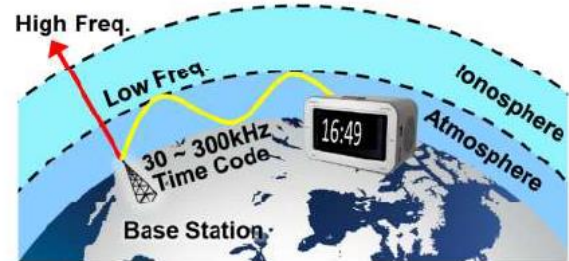 High Freq.
Low Freq.
Ionosphere
Atmosphere
16:49
30 ~ 300kHz
Time Code
Base Station